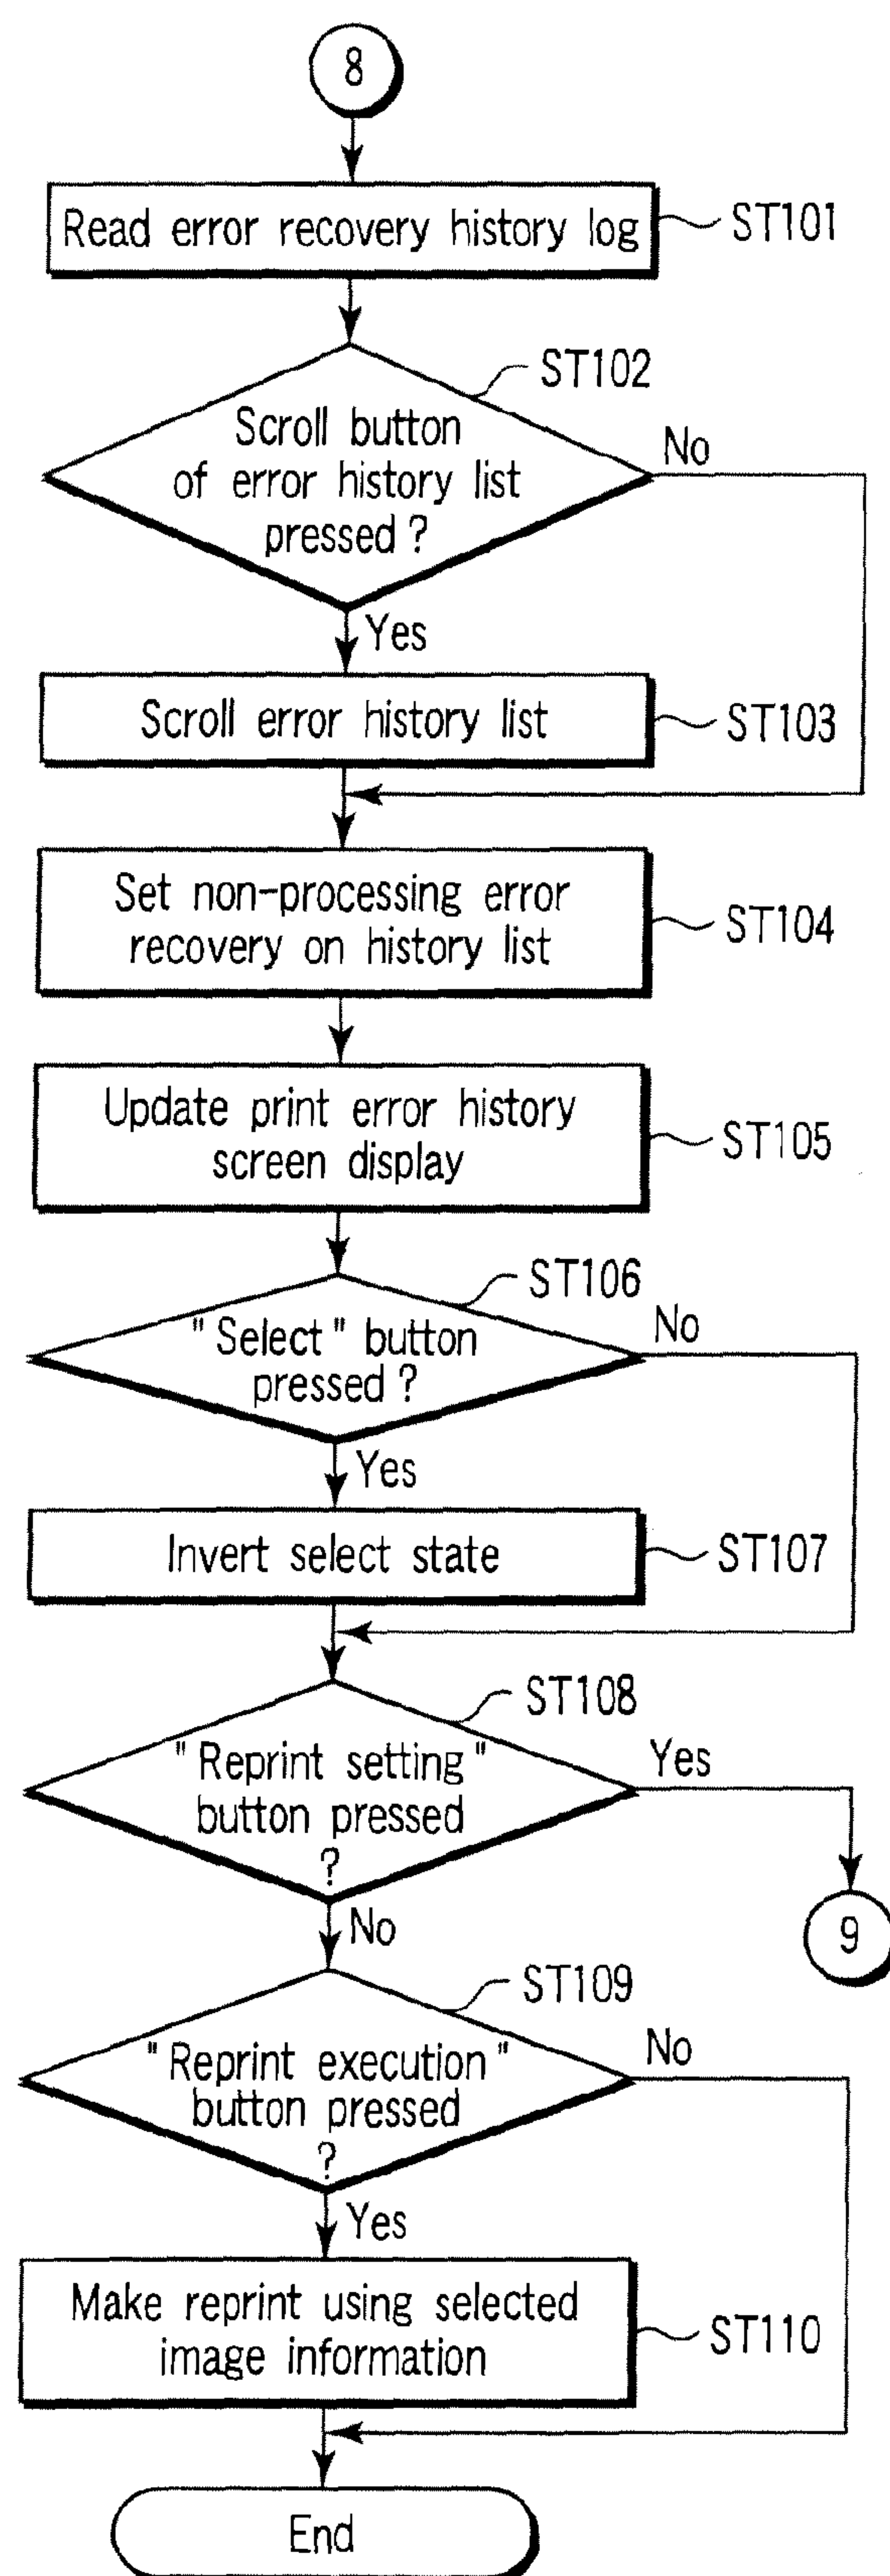 8
Read error recovery history log
ST101
ST102
Scroll button
of error history list
pressed ?
No
Yes
Scroll error history list
ST103
Set non-processing error
recovery on history list
ST104
Update print error history
screen display
ST105
ST106
"Select" button
pressed ?
No
Yes
Invert select state
ST107
ST108
"Reprint setting"
button pressed
?
Yes
9
No
ST109
"Reprint execution"
button pressed
?
No
Yes
Make reprint using selected
image information
ST110
End